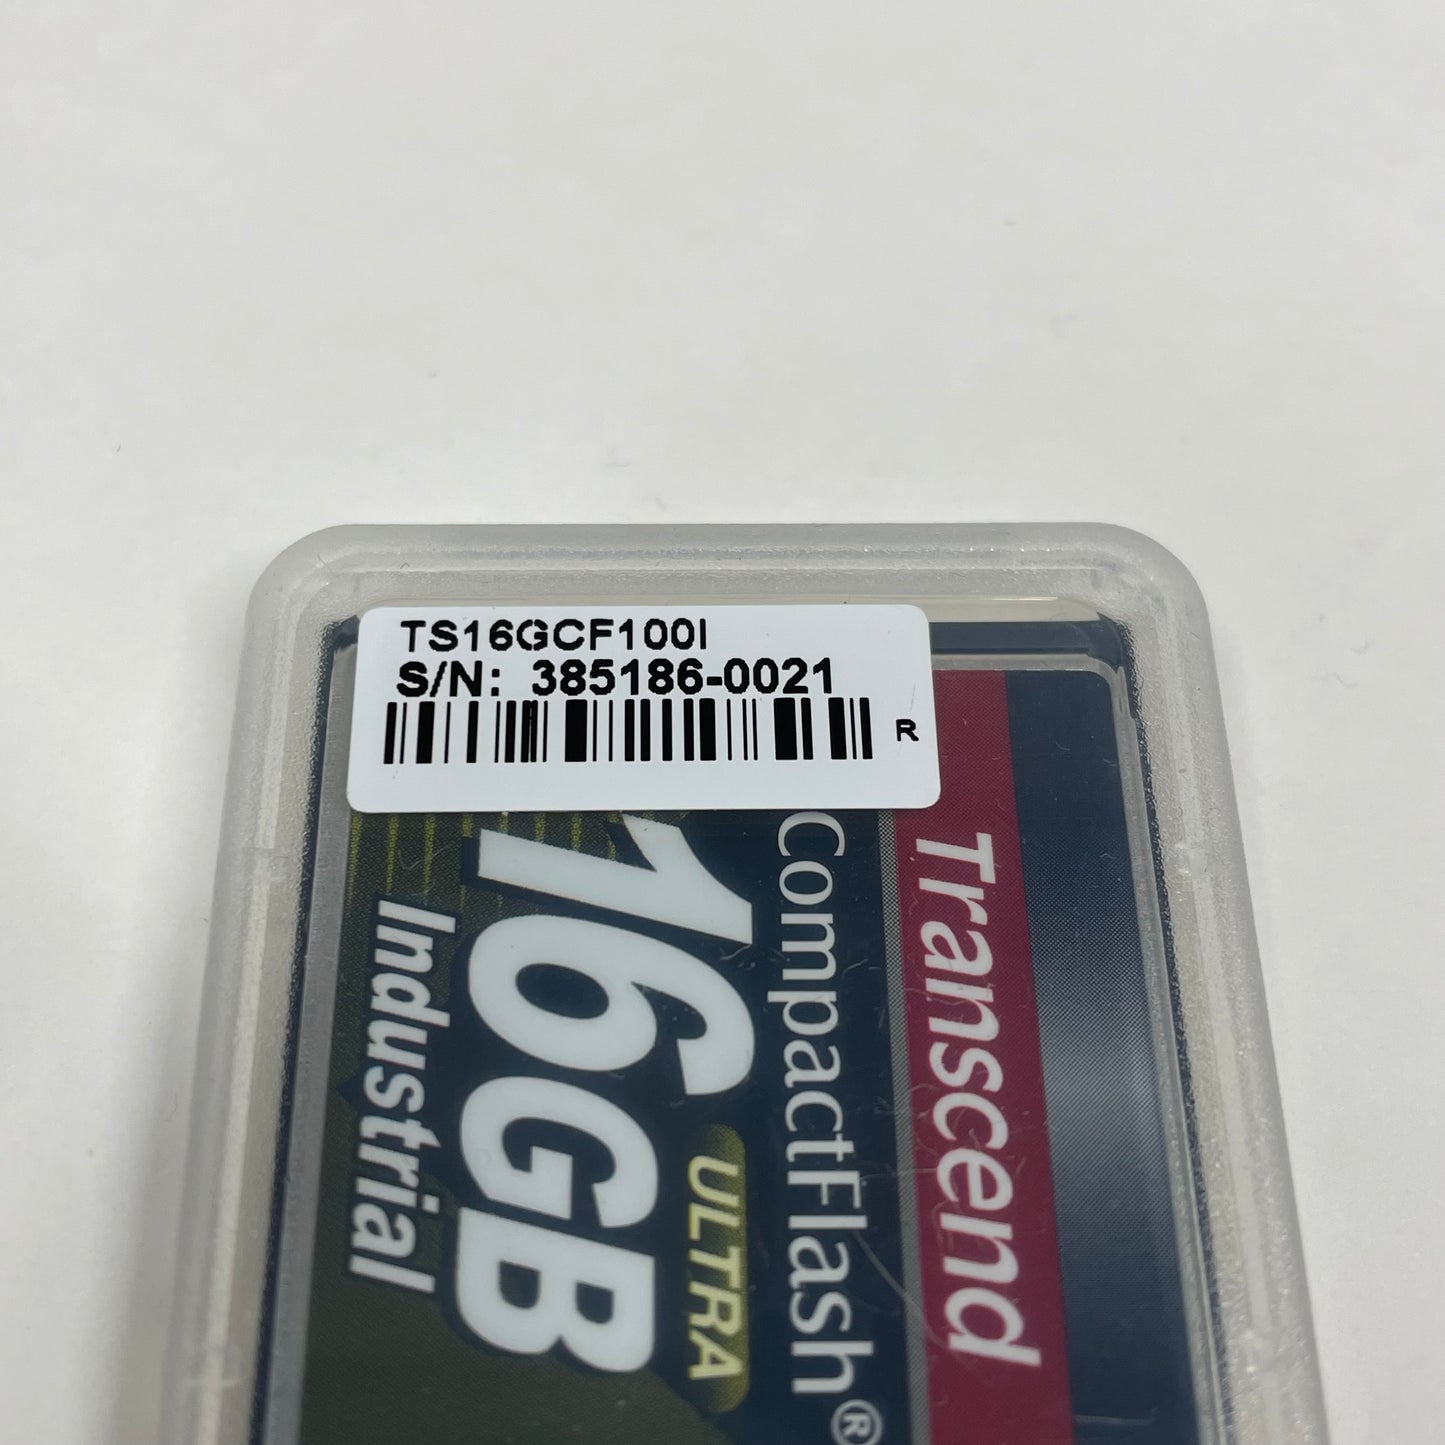 TS16GCF100I
S/N: 385186-0021
R
Transcend
CompactFlash®
16GB
ULTRA
Industrial